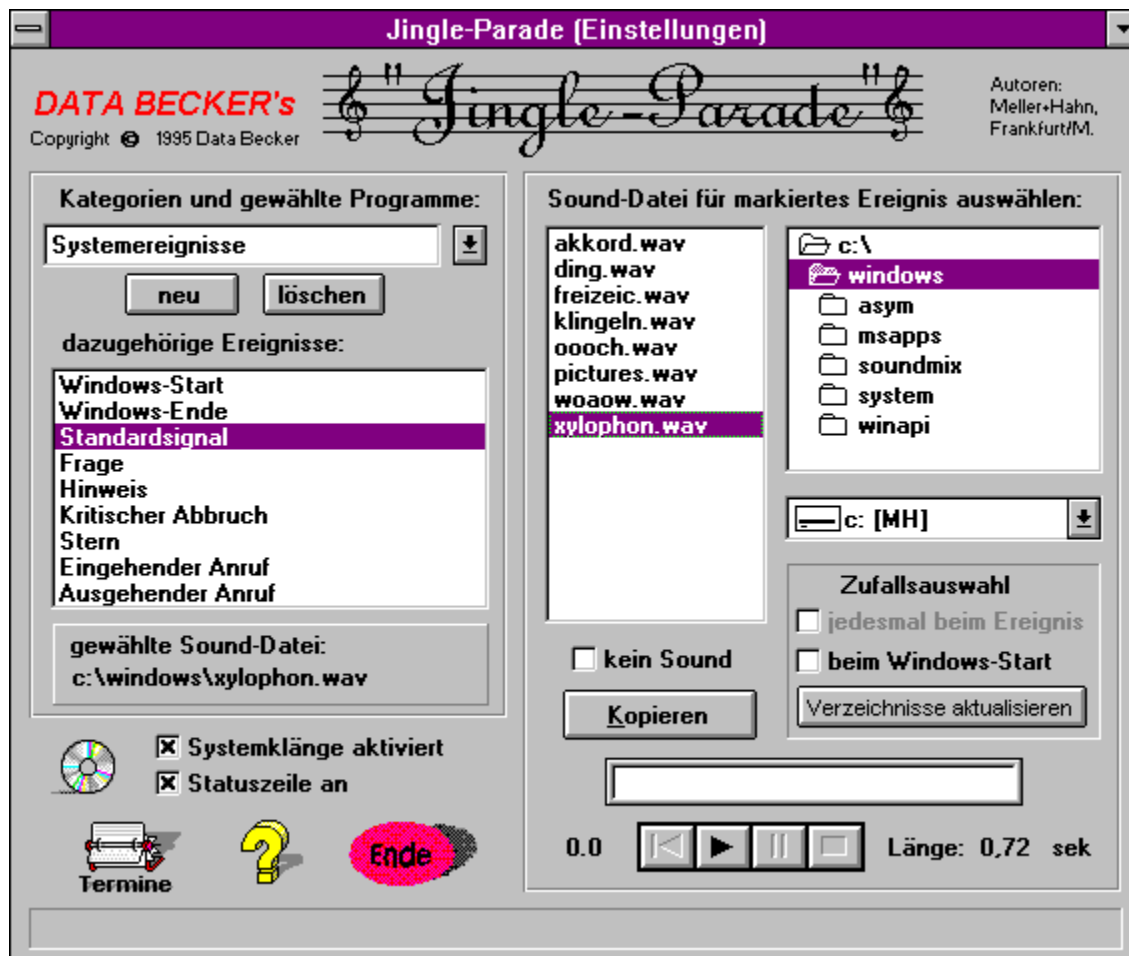 Jingle-Parade (Einstellungen)
DATA BECKER's
Copyright © 1995 Data Becker
Jingle-Parade
Autoren:
Meller+Hahn,
Frankfurt/M.
Kategorien und gewählte Programme:
Systemereignisse
neu
löschen
dazugehörige Ereignisse:
Windows-Start
Windows-Ende
Standardsignal
Frage
Hinweis
Kritischer Abbruch
Stern
Eingehender Anruf
Ausgehender Anruf
gewählte Sound-Datei:
c:\windows\xylophon.wav
Systemklänge aktiviert
Statuszeile an
Termine
Ende
Sound-Datei für markiertes Ereignis auswählen:
akkord.wav
ding.wav
freizeic.wav
klingeln.wav
oooch.wav
pictures.wav
woaow.wav
xylophon.wav
c:\
windows
asym
msapps
soundmix
system
winapi
c: [MH]
kein Sound
Kopieren
Zufallsauswahl
jedesmal beim Ereignis
beim Windows-Start
Verzeichnisse aktualisieren
0.0
Länge: 0,72 sek